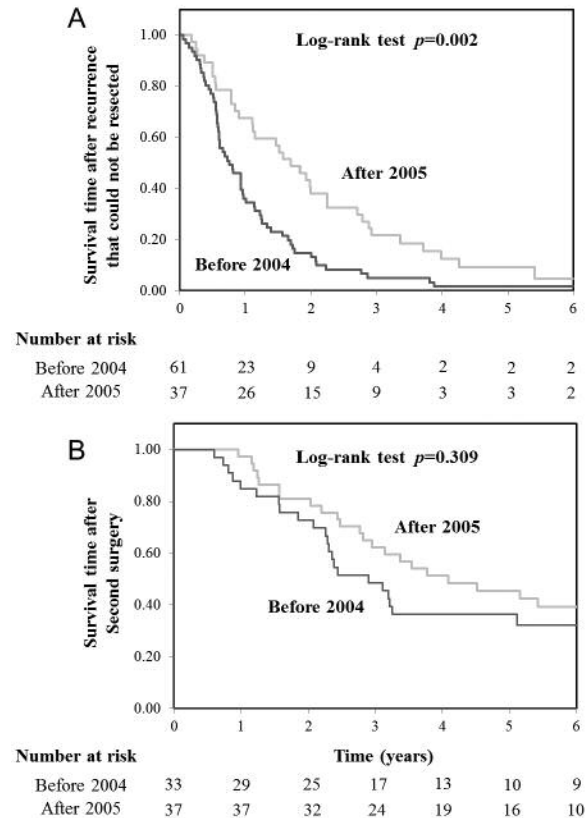 A
Log-rank test p=0.002
Survival time after recurrence
that could not be resected
1.00
0.80
0.60
0.40
0.20
0.00
After 2005
Before 2004
0 1 2 3 4 5 6
Number at risk
Before 2004 61 23 9 4 2 2 2
After 2005 37 26 15 9 3 3 2
B
Log-rank test p=0.309
Survival time after
Second surgery
1.00
0.80
0.60
0.40
0.20
0.00
After 2005
Before 2004
0 1 2 3 4 5 6
Number at risk Time (years)
Before 2004 33 29 25 17 13 10 9
After 2005 37 37 32 24 19 16 10